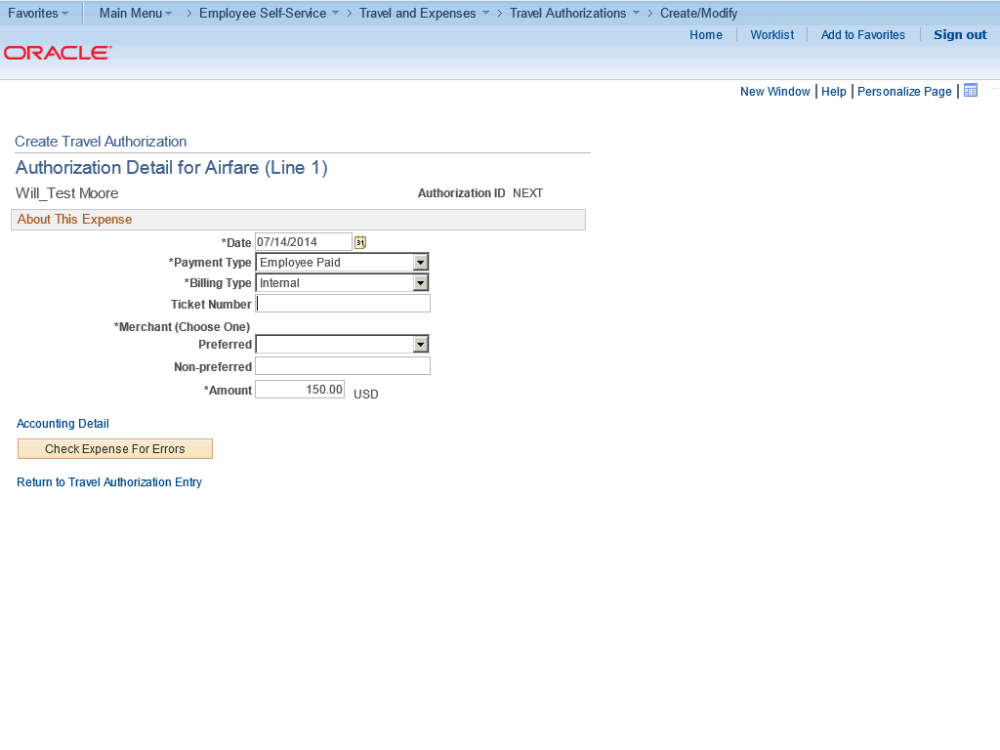 Favorites Main Menu > Employee Self-Service > Travel and Expenses > Travel Authorizations > Create/Modify
Home Worklist Add to Favorites Sign out
ORACLE
New Window Help Personalize Page
Create Travel Authorization
Authorization Detail for Airfare (Line 1)
Will_Test Moore Authorization ID NEXT
About This Expense
*Date 07/14/2014 31
*Payment Type Employee Paid
*Billing Type Internal
Ticket Number
*Merchant (Choose One)
Preferred
Non-preferred
*Amount 150.00 USD
Accounting Detail
Check Expense For Errors
Return to Travel Authorization Entry